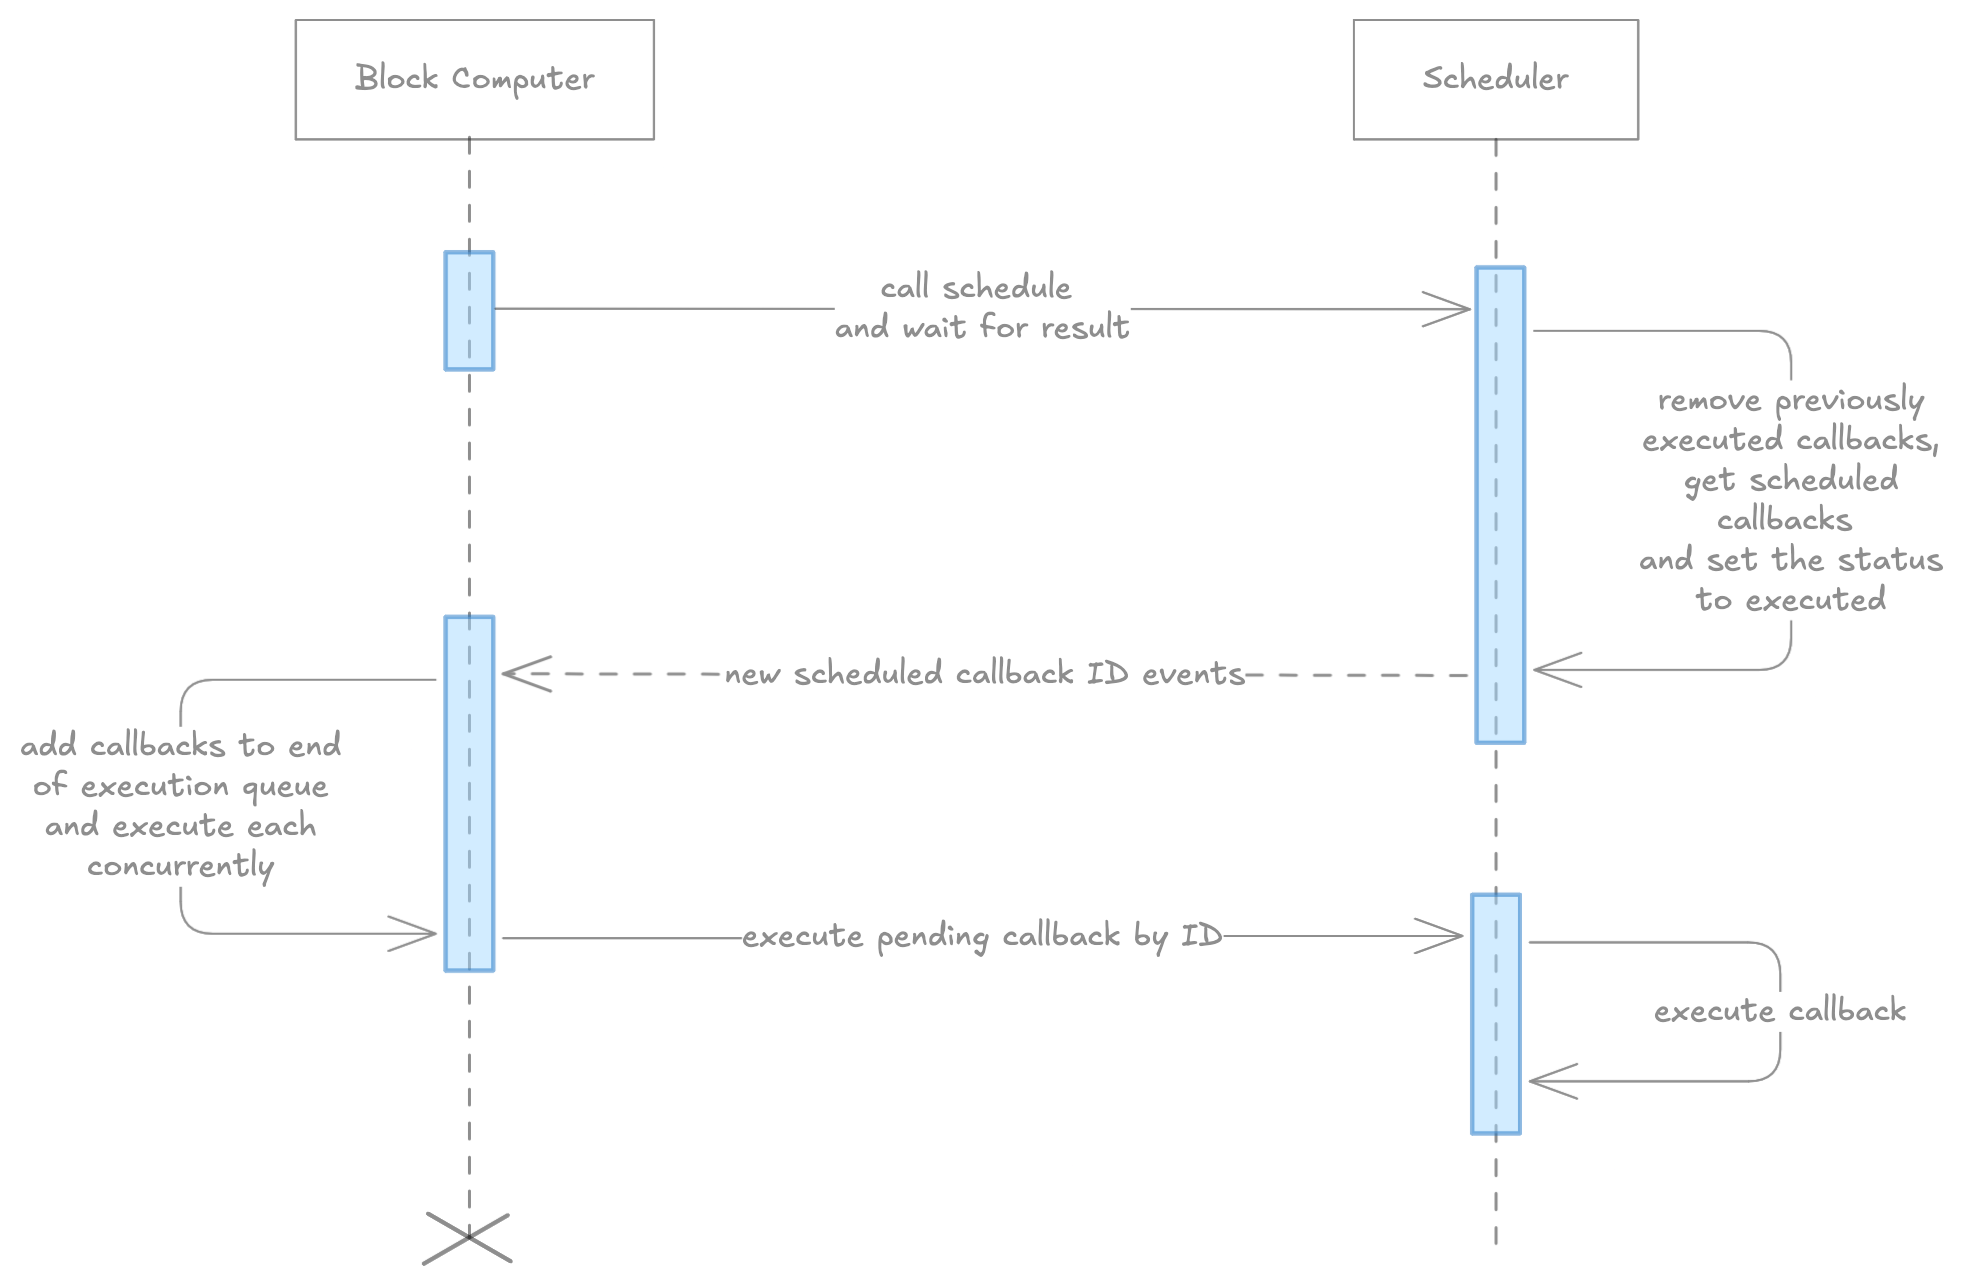 Block Computer
Scheduler
call schedule
and wait for result
remove previously
executed callbacks,
get scheduled
callbacks
and set the status
to executed
new scheduled callback ID events
add callbacks to end
of execution queue
and execute each
concurrently
execute pending callback by ID
execute callback